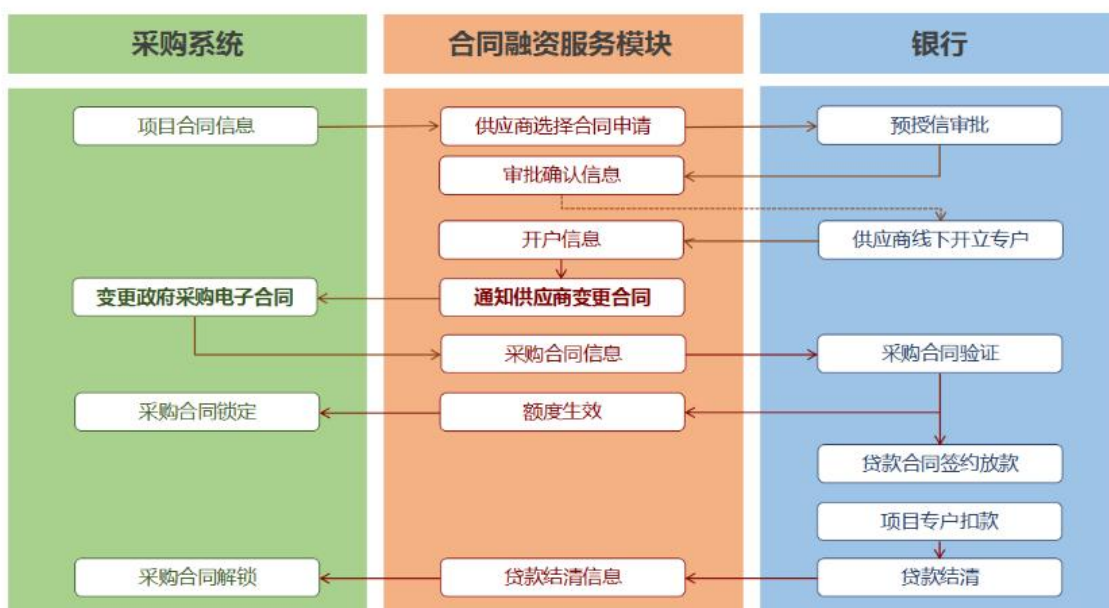 采购系统
合同融资服务模块
银行
项目合同信息
供应商选择合同申请
预授信审批
审批确认信息
开户信息
供应商线下开立专户
变更政府采购电子合同
通知供应商变更合同
采购合同信息
采购合同验证
采购合同锁定
额度生效
贷款合同签约放款
项目专户扣款
采购合同解锁
贷款结清信息
贷款结清